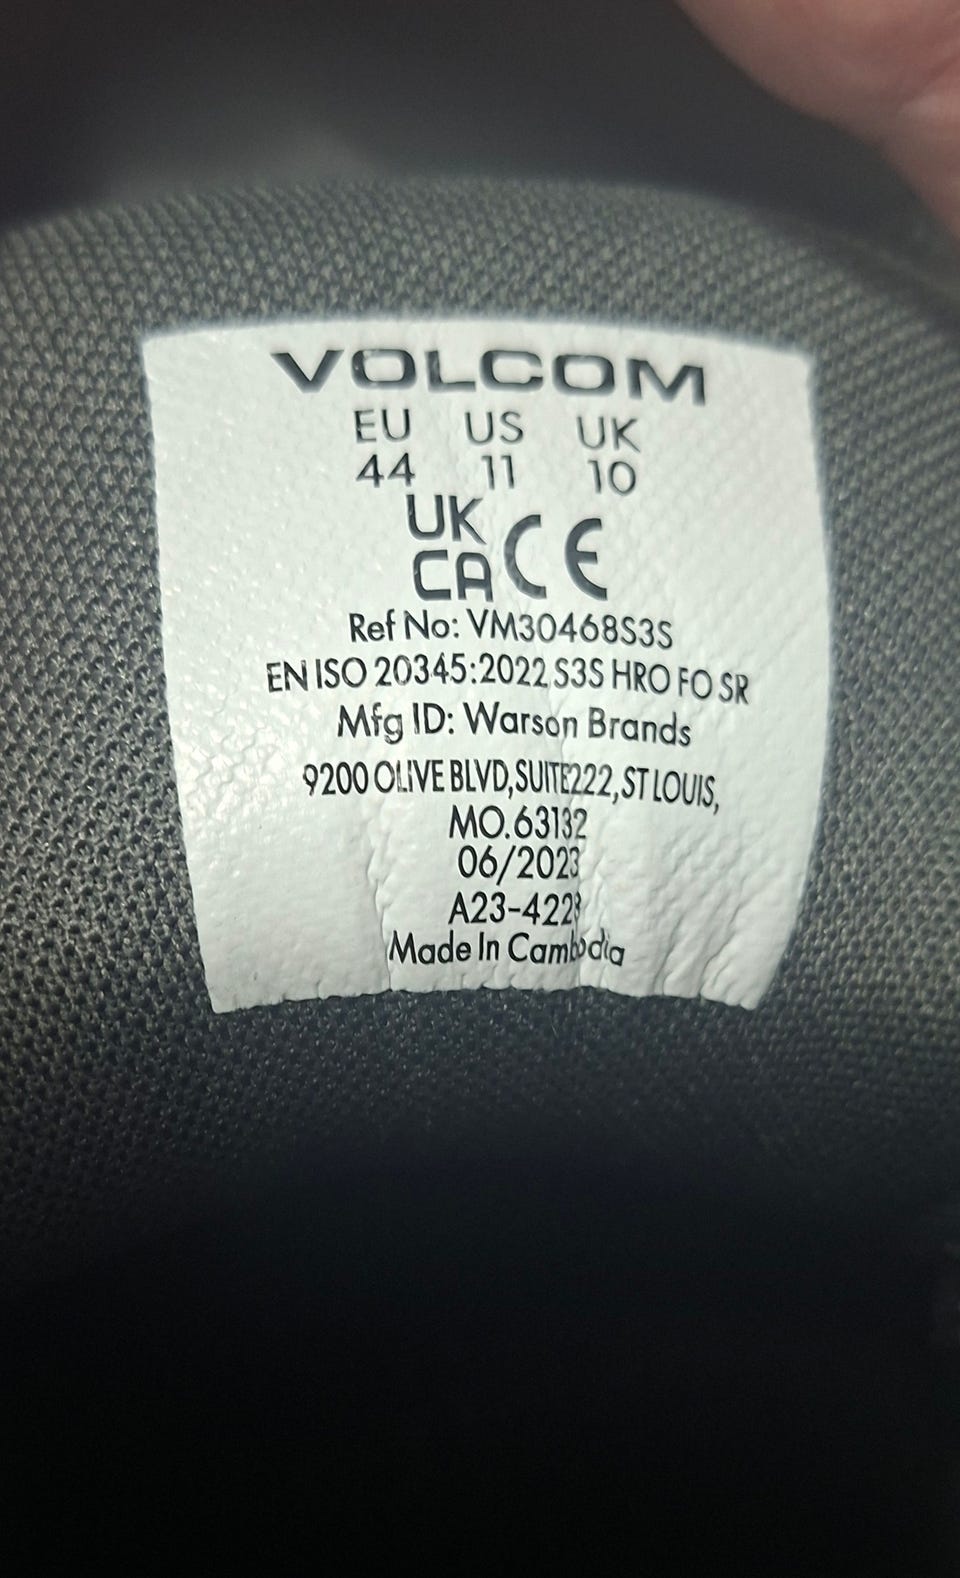 VOLCOM
EU US UK
44 11 10
UK
CA CE
Ref No: VM30468S3S
EN ISO 20345:2022 S3S HRO FO SR
Mfg ID: Warson Brands
9200 OLIVE BLVD,SUITE222,ST LOUIS,
MO.63132
06/2023
Made In Cambodia